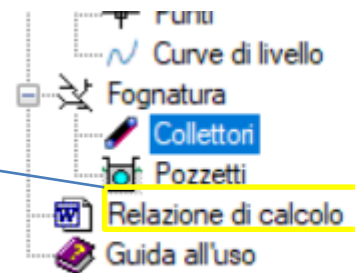 Punti
Curve di livello
Fognatura
Collettori
Pozzetti
Relazione di calcolo
Guida all'uso